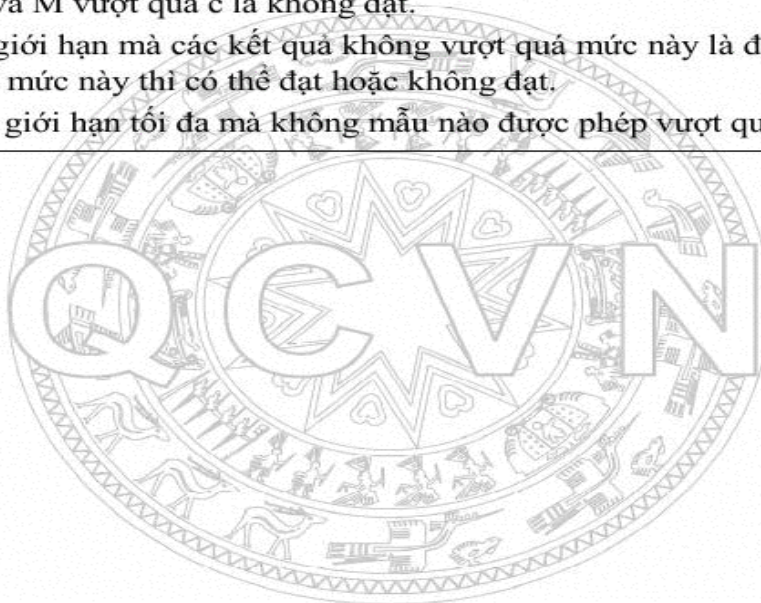 và M vượt quá c là không đạt.
giới hạn mà các kết quả không vượt quá mức này là
mức này thì có thể đạt hoặc không đạt.
giới hạn tối đa mà không mẫu nào được phép vượt
QCVN